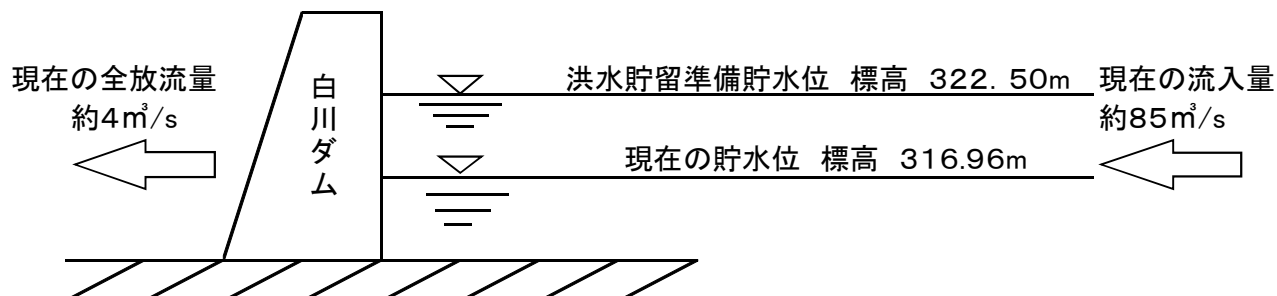 現在の全放流量
約4㎥/s
白川ダム
洪水貯留準備貯水位 標高 322.50m
現在の貯水位 標高 316.96m
現在の流入量
約85㎥/s